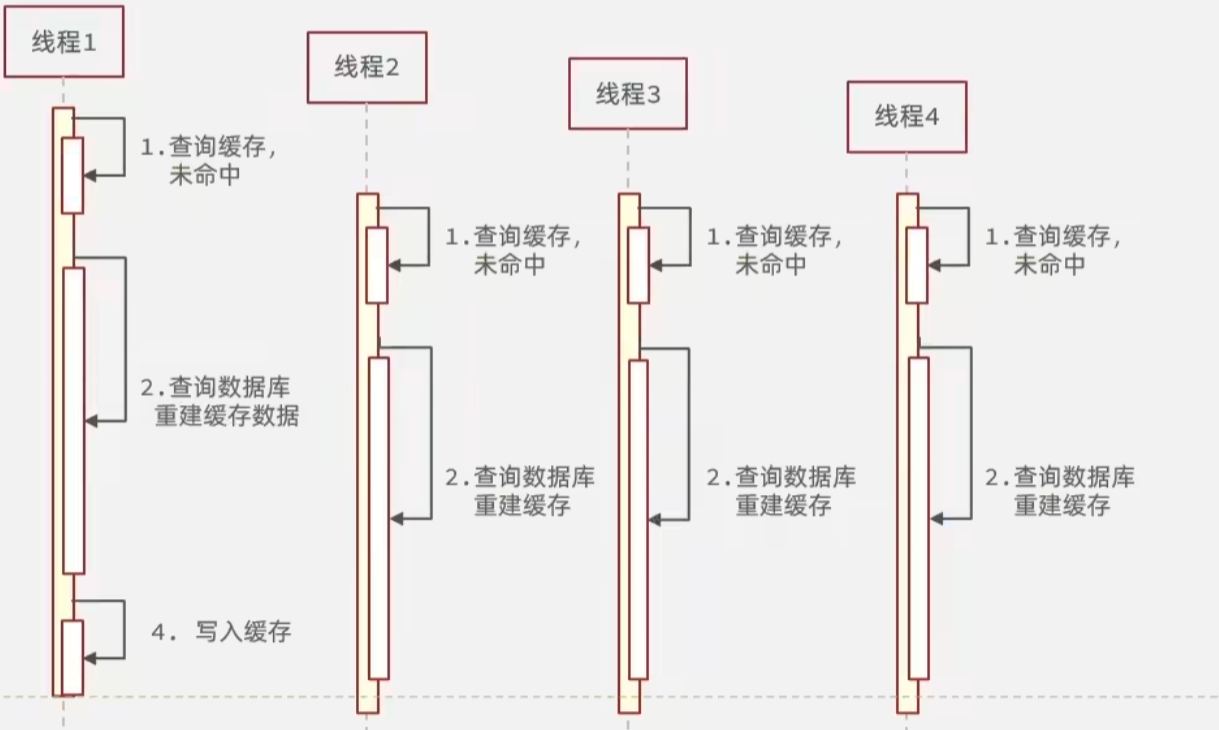 线程1
线程2
线程3
线程4
1.查询缓存,
未命中
2.查询数据库
重建缓存数据
4. 写入缓存
1.查询缓存,
未命中
2.查询数据库
重建缓存
1.查询缓存,
未命中
2.查询数据库
重建缓存
1.查询缓存,
未命中
2.查询数据库
重建缓存